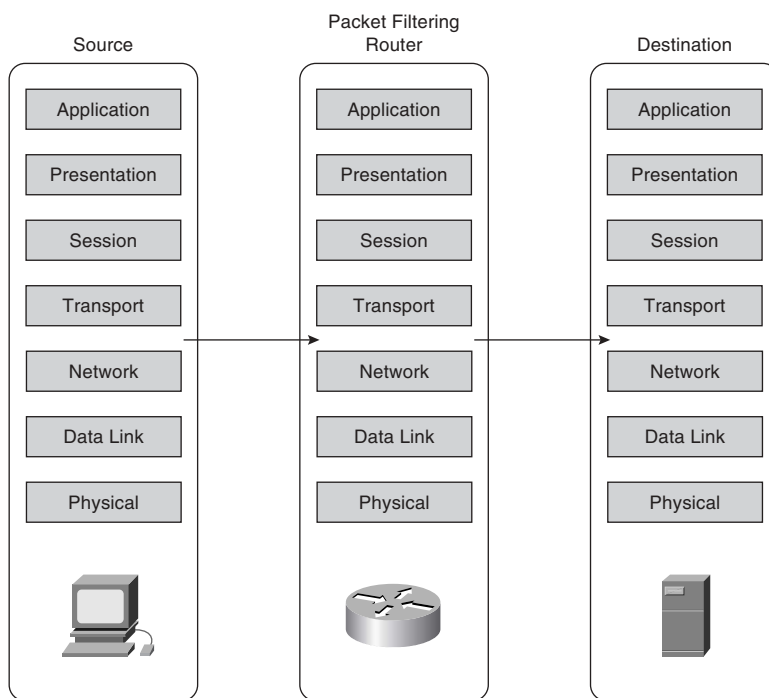 Source
Packet Filtering
Router
Destination
Application
Application
Application
Presentation
Presentation
Presentation
Session
Session
Session
Transport
Transport
Transport
Network
Network
Network
Data Link
Data Link
Data Link
Physical
Physical
Physical